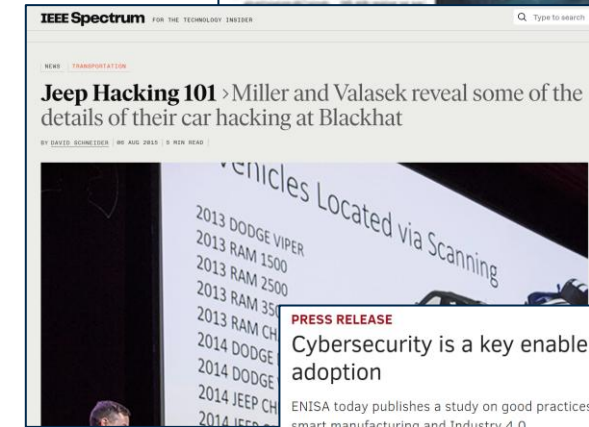 IEEE Spectrum FOR THE TECHNOLOGY INSIDER
Type to search
NEWS TRANSPORTATION
Jeep Hacking 101 > Miller and Valasek reveal some of the
details of their car hacking at Blackhat
BY DAVID SCHNEIDER | 06 AUG 2015 | 5 MIN READ |
Vehicles Located via Scanning
2013 DODGE VIPER
2013 RAM 1500
2013 RAM 2500
2013 RAM
2013 RAM CH
2014 DODGE
2014 DODGE
2014 JEEP CH
2014 JEEP
PRESS RELEASE
Cybersecurity is a key enable
adoption
ENISA today publishes a study on good practices
smart manufacturing and Industry 4.0